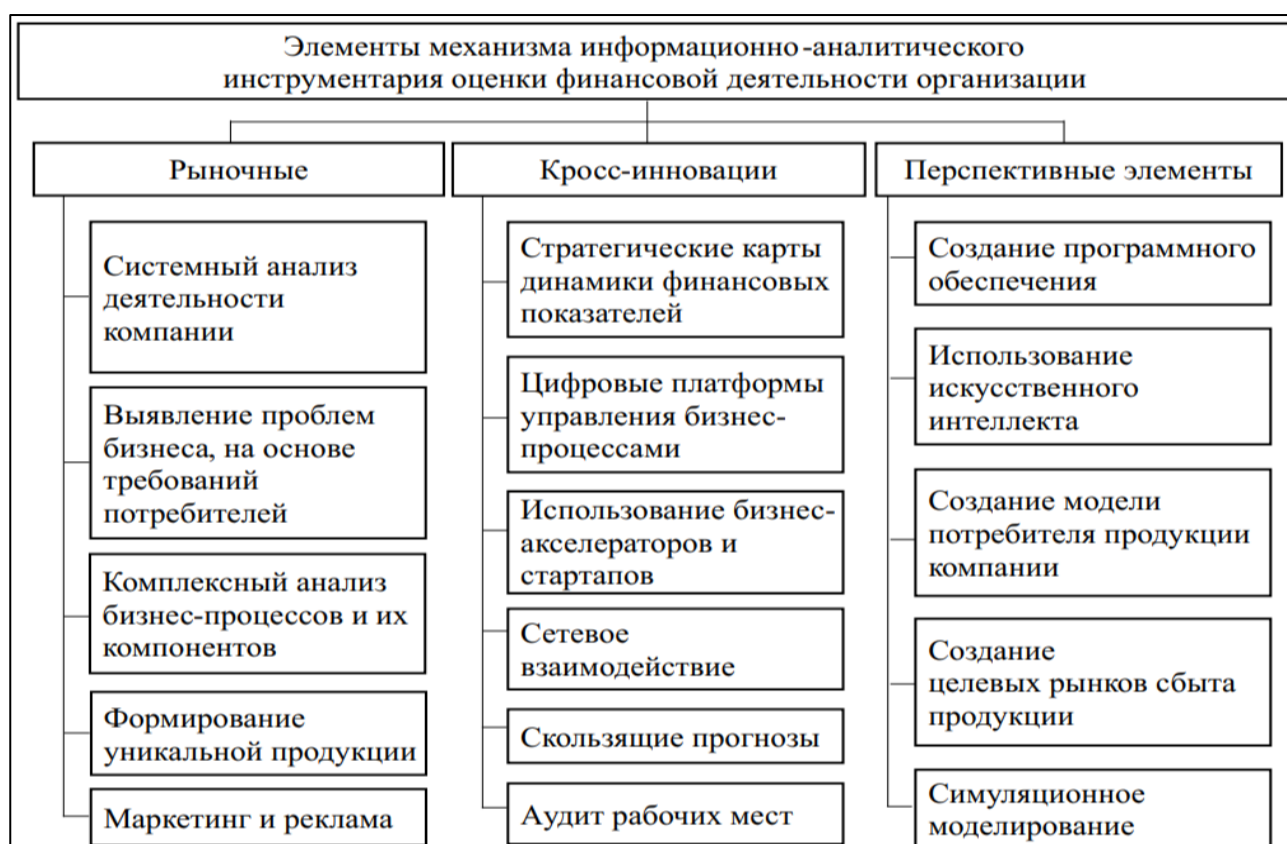 Элементы механизма информационно-аналитического
инструментария оценки финансовой деятельности организации
Рыночные
Системный анализ
деятельности
компании
Выявление проблем
бизнеса, на основе
требований
потребителей
Комплексный анализ
бизнес-процессов и их
компонентов
Формирование
уникальной продукции
Маркетинг и реклама
Кросс-инновации
Стратегические карты
динамики финансовых
показателей
Цифровые платформы
управления бизнес-
процессами
Использование бизнес-
акселераторов и
стартапов
Сетевое
взаимодействие
Скользящие прогнозы
Аудит рабочих мест
Перспективные элементы
Создание программного
обеспечения
Использование
искусственного
интеллекта
Создание модели
потребителя продукции
компании
Создание
целевых рынков сбыта
продукции
Симуляционное
моделирование